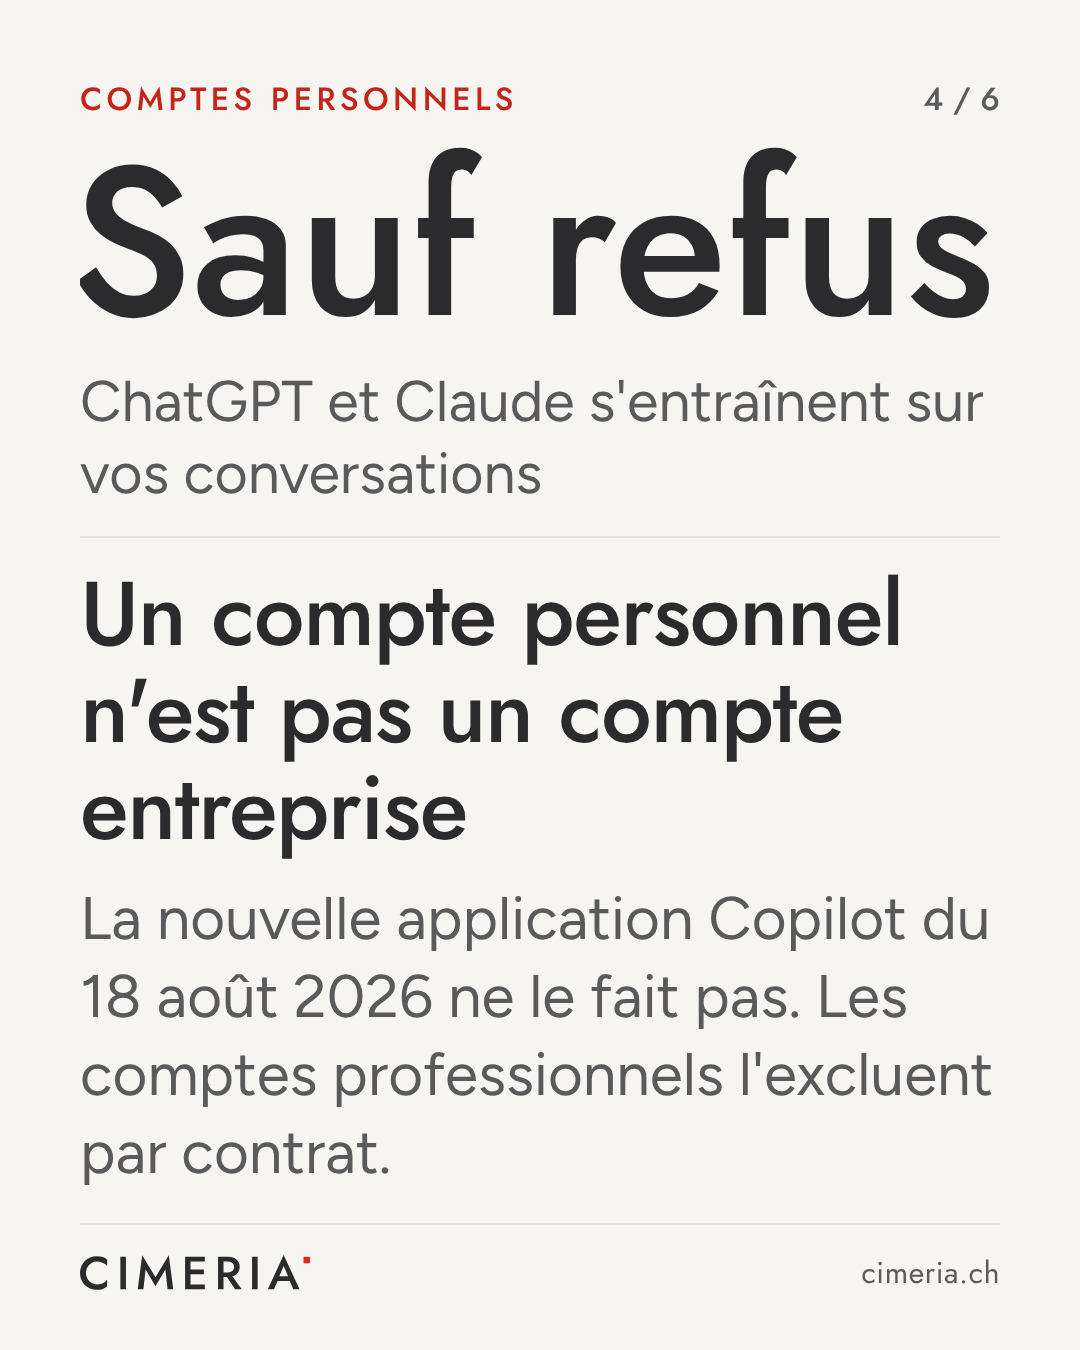 COMPTES PERSONNELS
4 / 6
Sauf refus
ChatGPT et Claude s'entraînent sur
vos conversations
Un compte personnel
n'est pas un compte
entreprise
La nouvelle application Copilot du
18 août 2026 ne le fait pas. Les
comptes professionnels l'excluent
par contrat.
CIMERIA
cimeria.ch